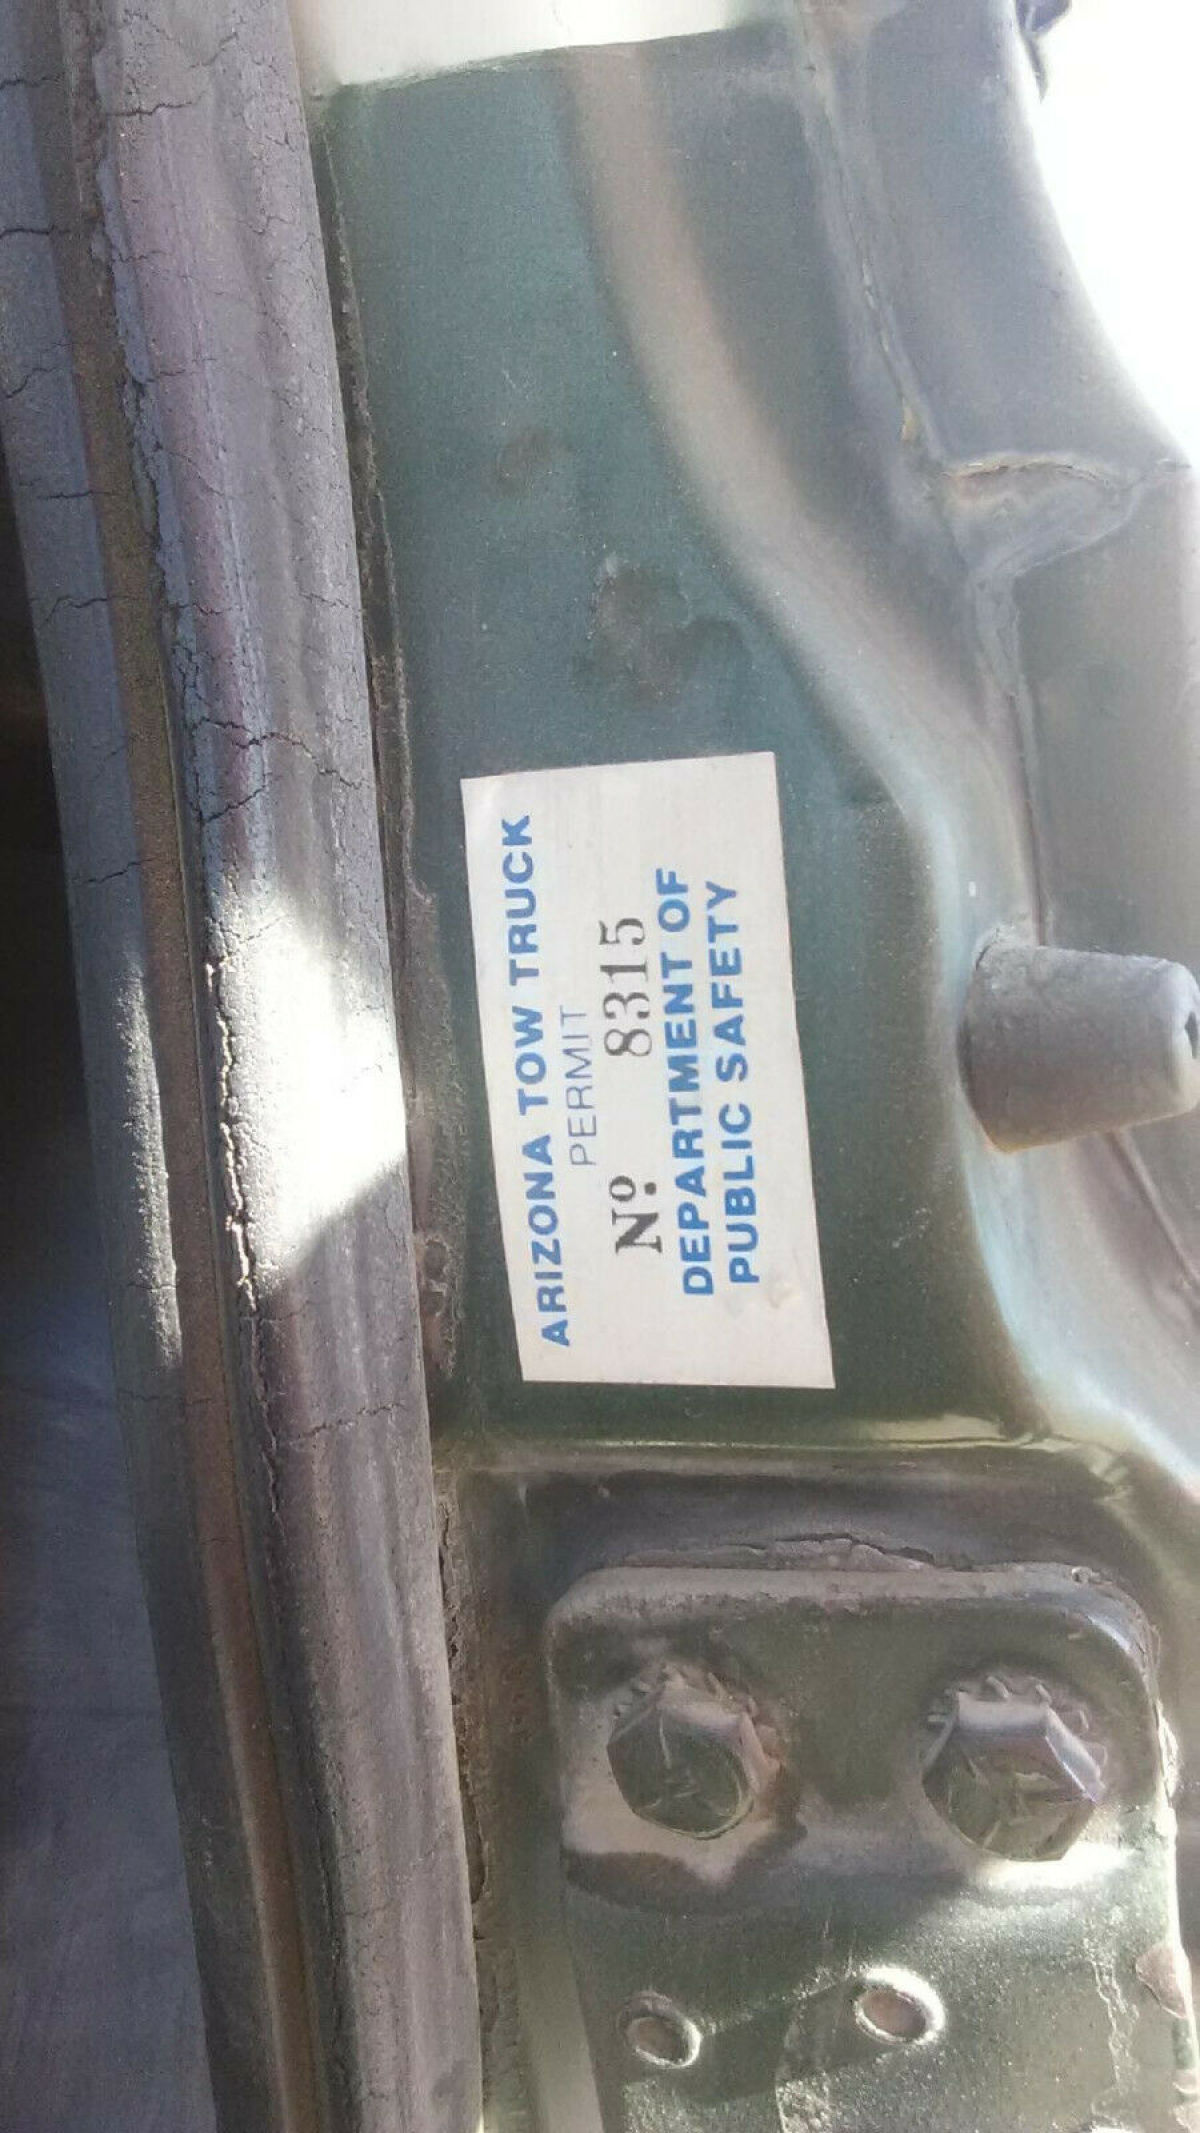 ARIZONA TOW TRUCK
PERMIT
Nº. 8315
DEPARTMENT OF
PUBLIC SAFETY